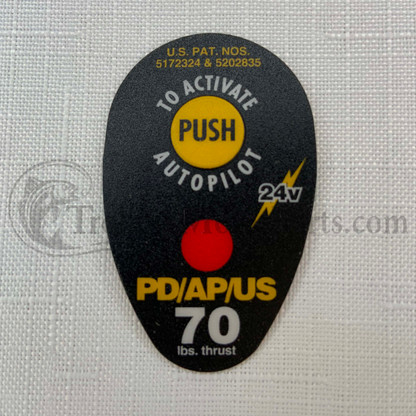 U.S. PAT. NOS.
5172324 & 5202835
TO ACTIVATE
PUSH
AUTOPILOT
24v
PD/AP/US
70
lbs. thrust